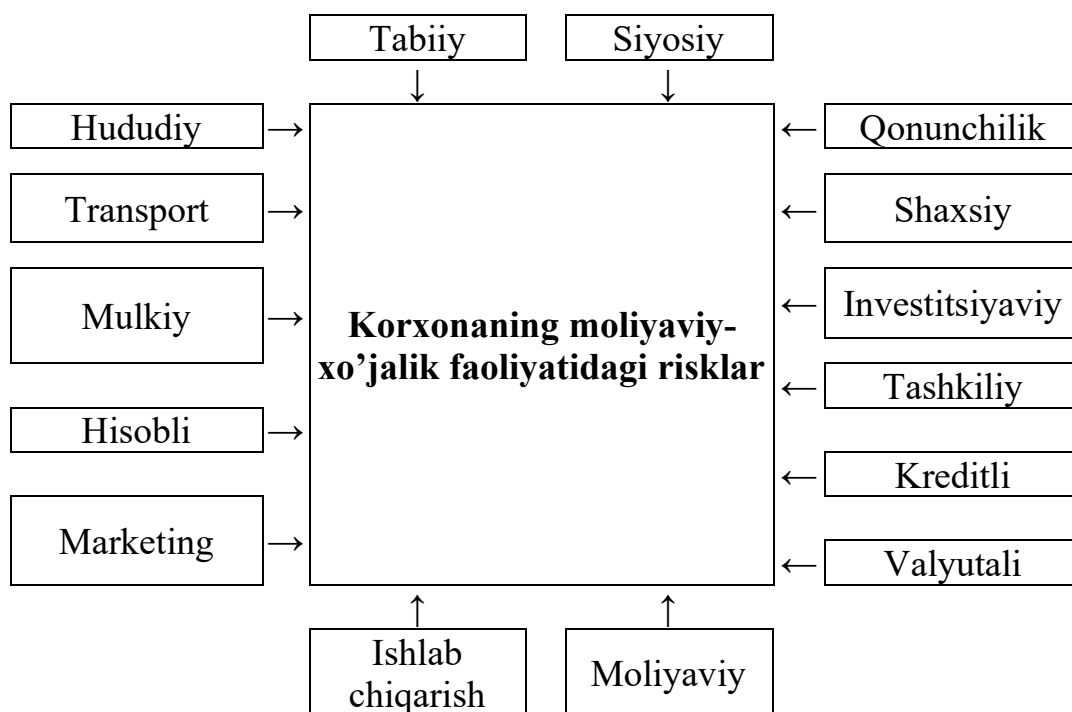 Tabiiy
Siyosiy
Hududiy
Qonunchilik
Transport
Shaxsiy
Mulkiy
Investitsiyaviy
Korxonaning moliyaviy-
xo’jalik faoliyatidagi risklar
Tashkiliy
Hisobli
Kreditli
Marketing
Valyutali
Ishlab
chiqarish
Moliyaviy